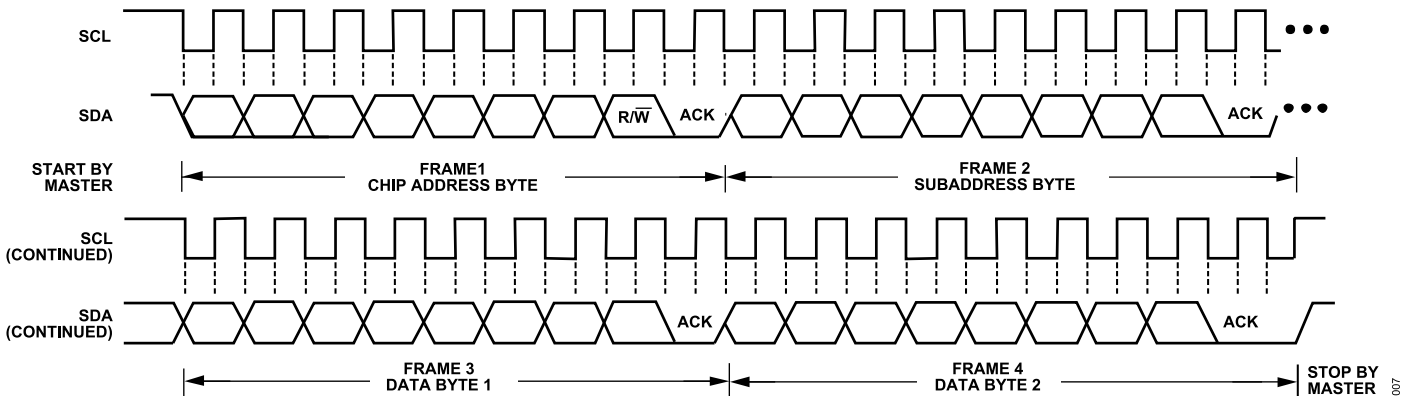 SCL
SDA
R/W̅ ACK ACK
START BY
MASTER
FRAME1
CHIP ADDRESS BYTE
FRAME 2
SUBADDRESS BYTE
SCL
(CONTINUED)
SDA
(CONTINUED)
ACK ACK
FRAME 3
DATA BYTE 1
FRAME 4
DATA BYTE 2
STOP BY
MASTER
007